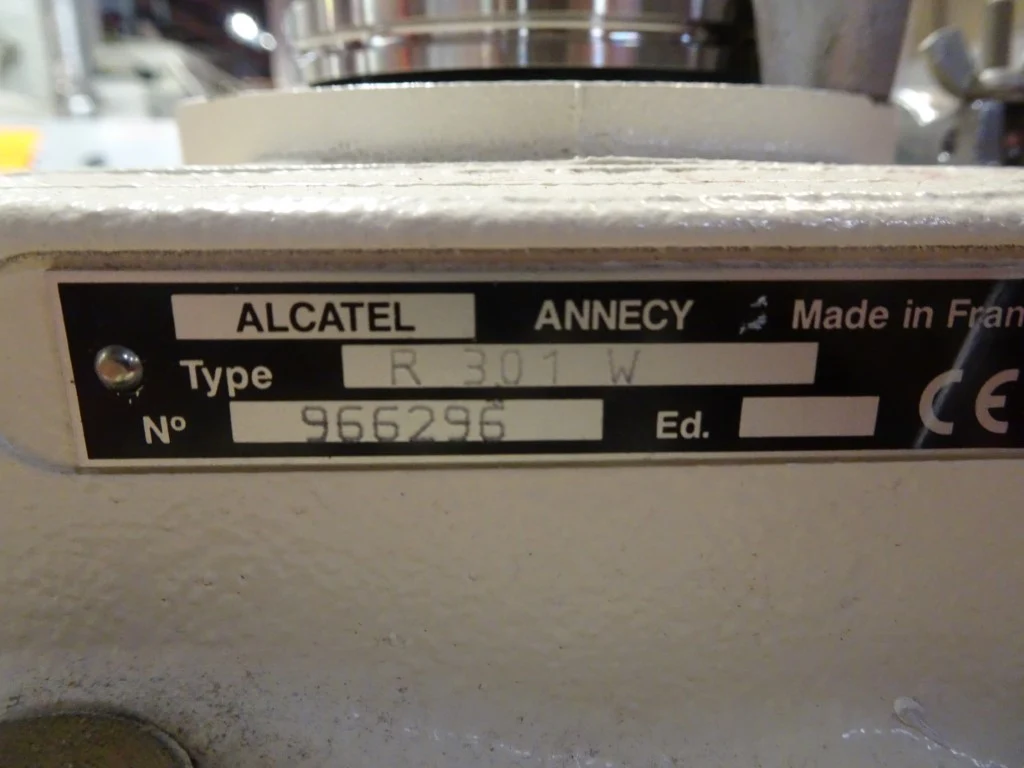 ALCATEL ANNECY Made in Fran
Type R 301 W
Nº 966296 Ed. CE